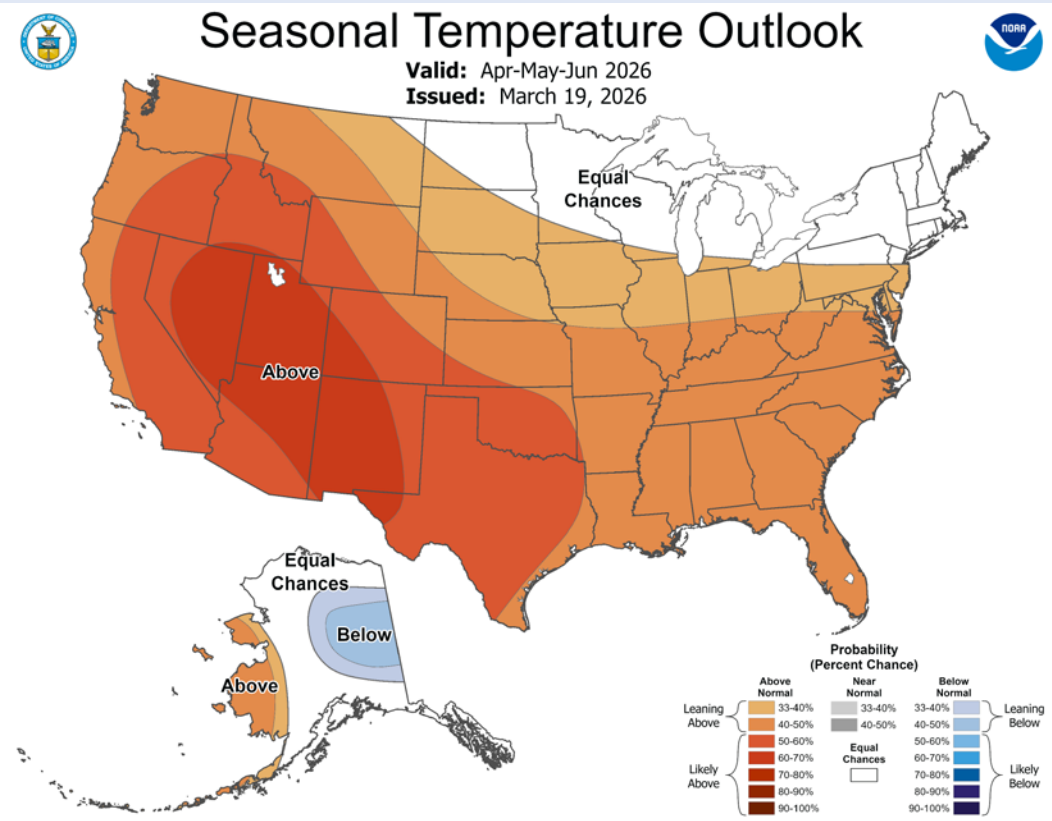 Seasonal Temperature Outlook
NOAA
Valid: Apr-May-Jun 2026
Issued: March 19, 2026
Equal
Chances
Above
Equal
Chances
Below
Above
Probability
(Percent Chance)
Above
Normal
Near
Normal
Below
Normal
Leaning
Above
33-40%
40-50%
33-40%
40-50%
33-40%
40-50%
Leaning
Below
Likely
Above
50-60%
60-70%
70-80%
80-90%
90-100%
Equal
Chances
50-60%
60-70%
70-80%
80-90%
90-100%
Likely
Below